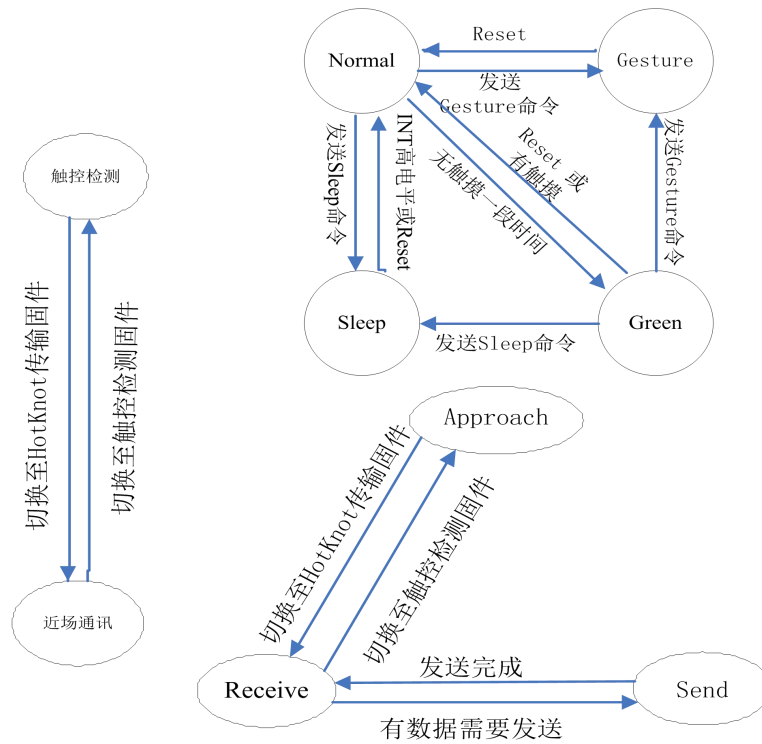 Reset
Normal
Gesture
发送
Gesture命令
发送Sleep命令
INT高电平或Reset
Reset 或
有触摸
无触摸一段时间
发送Gesture命令
触控检测
Sleep
Green
发送Sleep命令
切换至HotKnot传输固件
切换至触控检测固件
Approach
切换至HotKnot传输固件
切换至触控检测固件
近场通讯
发送完成
Receive
Send
有数据需要发送